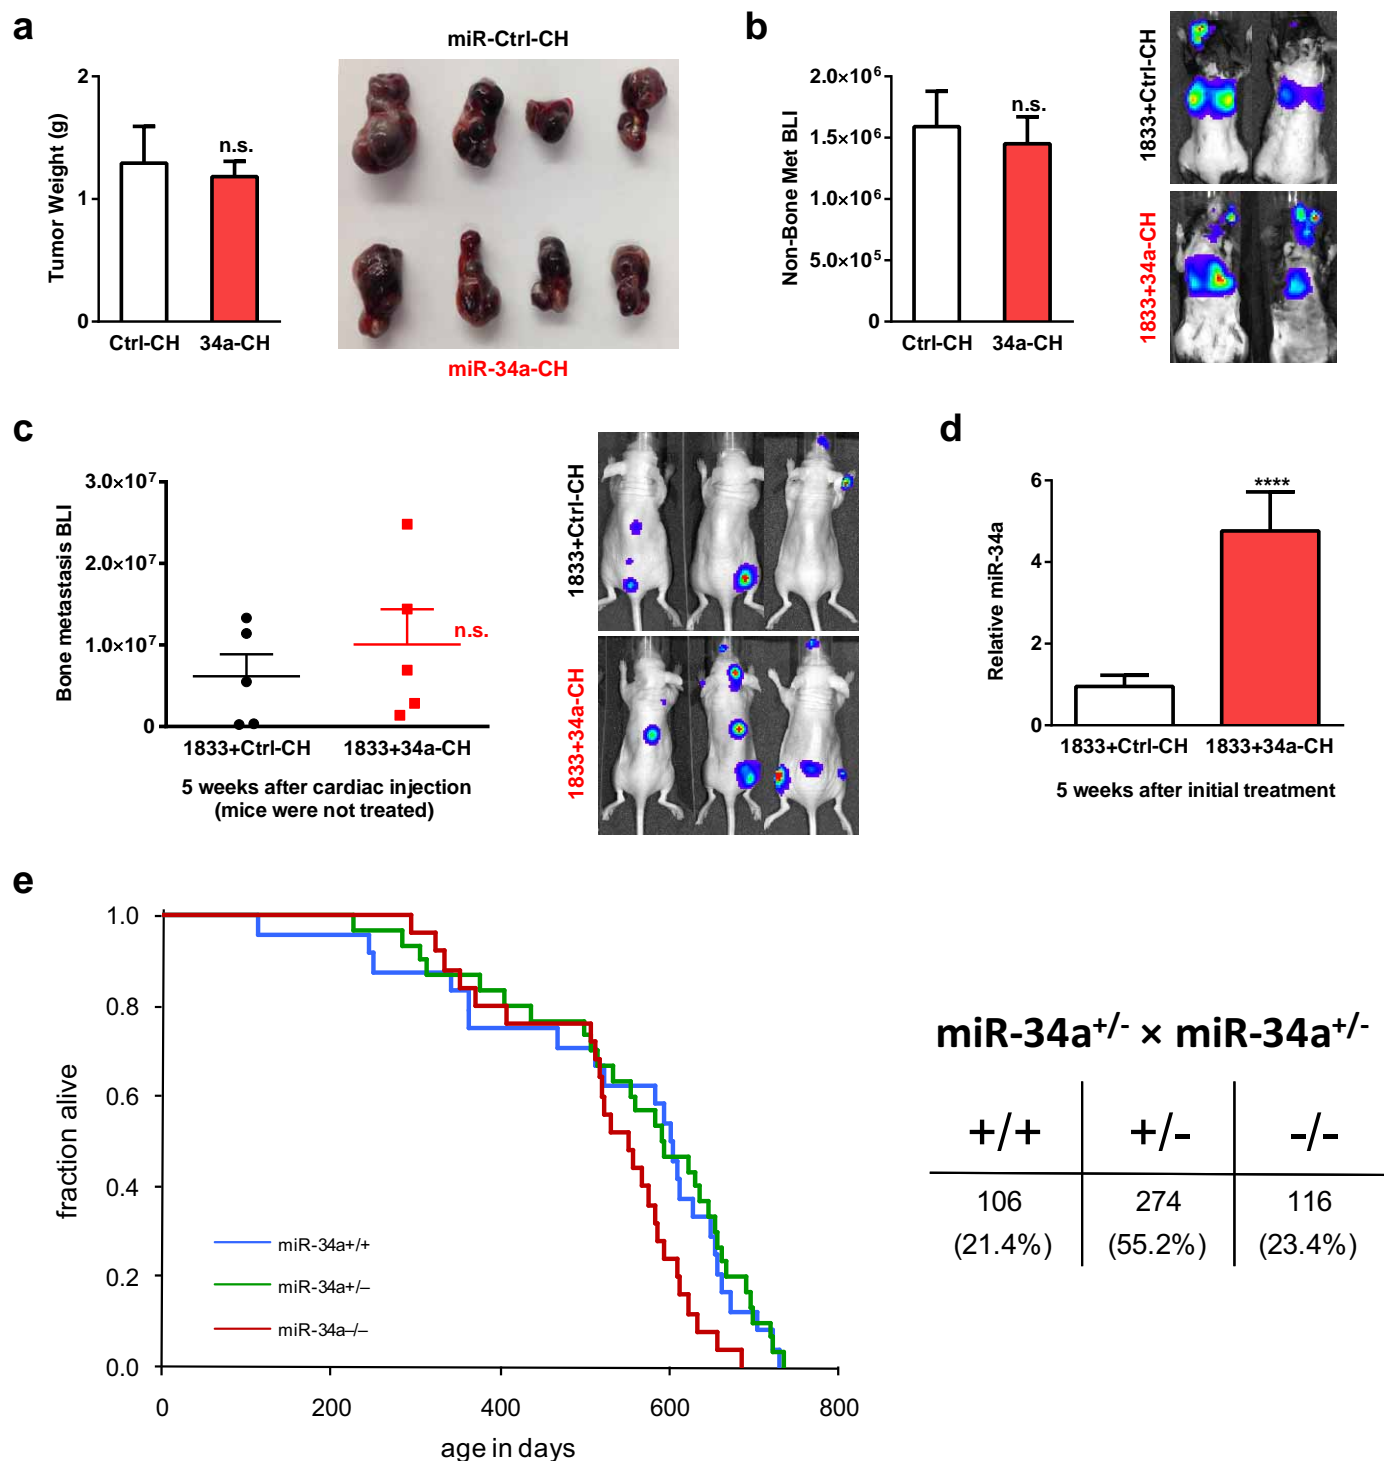 a
miR-Ctrl-CH
2
1
0
Tumor Weight (g)
n.s.
Ctrl-CH 34a-CH
miR-34a-CH
b
2.0×10⁶
1.5×10⁶
1.0×10⁶
5.0×10⁵
0
Non-Bone Met BLI
n.s.
Ctrl-CH 34a-CH
1833+Ctrl-CH
1833+34a-CH
c
3.0×10⁷
2.0×10⁷
1.0×10⁷
0
Bone metastasis BLI
n.s.
1833+Ctrl-CH 1833+34a-CH
5 weeks after cardiac injection
(mice were not treated)
1833+Ctrl-CH
1833+34a-CH
d
6
4
2
0
Relative miR-34a
****
1833+Ctrl-CH 1833+34a-CH
5 weeks after initial treatment
e
1.0
0.8
0.6
0.4
0.2
0.0
fraction alive
miR-34a+/+
miR-34a+/–
miR-34a–/–
0 200 400 600 800
age in days
miR-34a⁺/⁻ × miR-34a⁺/⁻
+/+ +/- -/-
106 274 116
(21.4%) (55.2%) (23.4%)